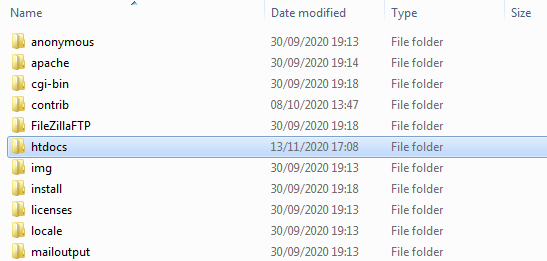 Name Date modified Type Size
anonymous 30/09/2020 19:13 File folder
apache 30/09/2020 19:14 File folder
cgi-bin 30/09/2020 19:18 File folder
contrib 08/10/2020 13:47 File folder
FileZillaFTP 30/09/2020 19:18 File folder
htdocs 13/11/2020 17:08 File folder
img 30/09/2020 19:13 File folder
install 30/09/2020 19:18 File folder
licenses 30/09/2020 19:13 File folder
locale 30/09/2020 19:13 File folder
mailoutput 30/09/2020 19:13 File folder